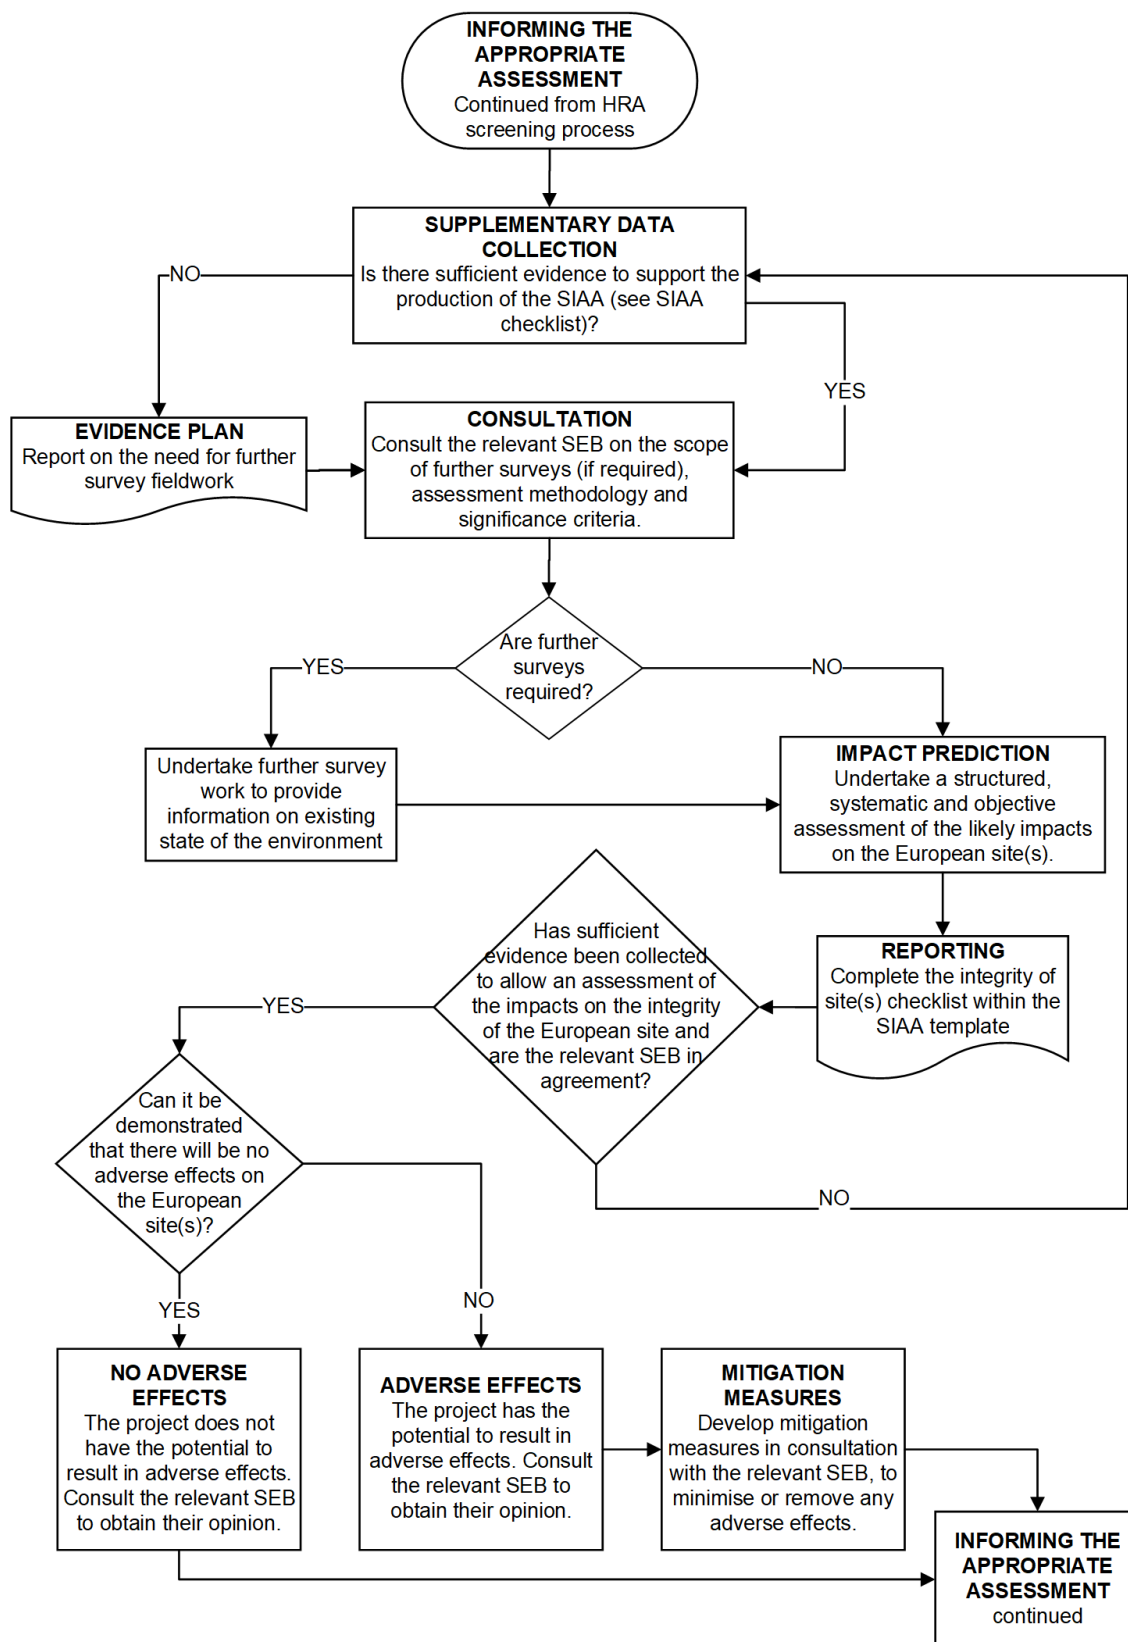 INFORMING THE
APPROPRIATE
ASSESSMENT
Continued from HRA
screening process
SUPPLEMENTARY DATA
COLLECTION
Is there sufficient evidence to support the
production of the SIAA (see SIAA
checklist)?
NO
YES
EVIDENCE PLAN
Report on the need for further
survey fieldwork
CONSULTATION
Consult the relevant SEB on the scope
of further surveys (if required),
assessment methodology and
significance criteria.
Are further
surveys
required?
YES
NO
Undertake further survey
work to provide
information on existing
state of the environment
IMPACT PREDICTION
Undertake a structured,
systematic and objective
assessment of the likely impacts
on the European site(s).
REPORTING
Complete the integrity of
site(s) checklist within the
SIAA template
Has sufficient
evidence been collected
to allow an assessment of
the impacts on the integrity
of the European site and
are the relevant SEB in
agreement?
YES
NO
Can it be
demonstrated
that there will be no
adverse effects on
the European
site(s)?
YES
NO
NO ADVERSE
EFFECTS
The project does not
have the potential to
result in adverse effects.
Consult the relevant SEB
to obtain their opinion.
ADVERSE EFFECTS
The project has the
potential to result in
adverse effects. Consult
the relevant SEB to
obtain their opinion.
MITIGATION
MEASURES
Develop mitigation
measures in consultation
with the relevant SEB, to
minimise or remove any
adverse effects.
INFORMING THE
APPROPRIATE
ASSESSMENT
continued